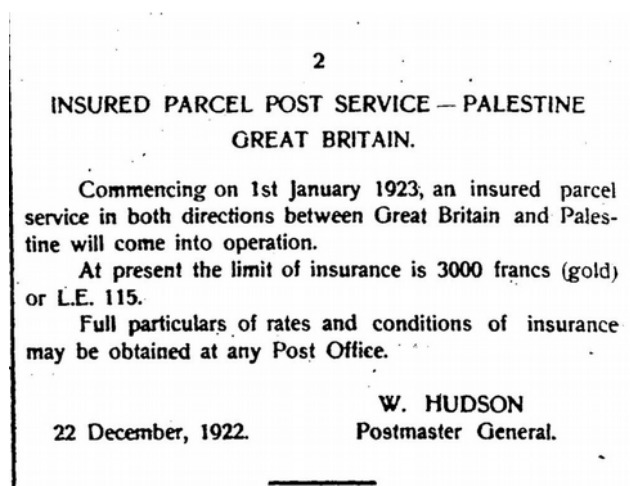 2
INSURED PARCEL POST SERVICE — PALESTINE
GREAT BRITAIN.
Commencing on 1st January 1923, an insured parcel
service in both directions between Great Britain and Pales-
tine will come into operation.
At present the limit of insurance is 3000 francs (gold)
or L.E. 115.
Full particulars of rates and conditions of insurance
may be obtained at any Post Office.
W. HUDSON
22 December, 1922. Postmaster General.